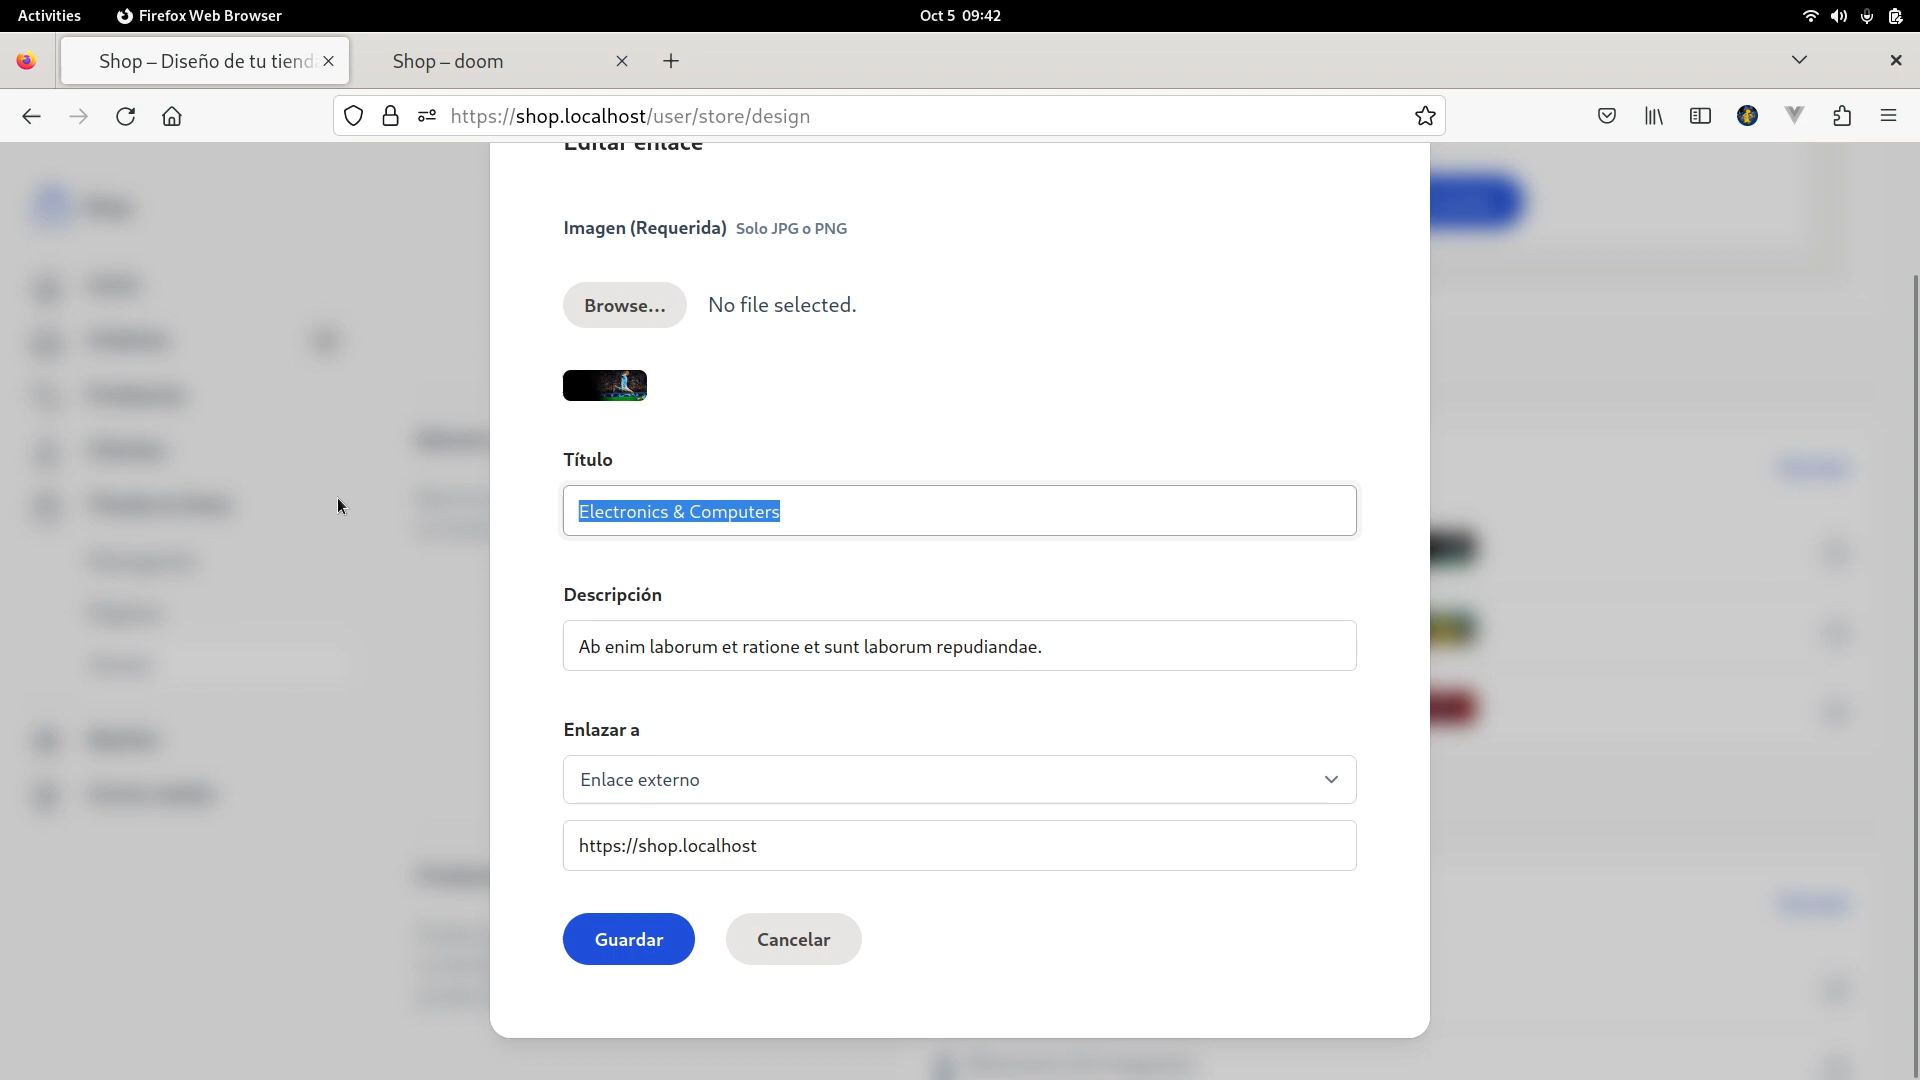 Activities
Firefox Web Browser
Oct 5 09:42
Shop – Diseño de tu tiend
Shop – doom
https://shop.localhost/user/store/design
Editar enlace
Imagen (Requerida) Solo JPG o PNG
Browse... No file selected.
Título
Electronics & Computers
Descripción
Ab enim laborum et ratione et sunt laborum repudiandae.
Enlazar a
Enlace externo
https://shop.localhost
Guardar
Cancelar